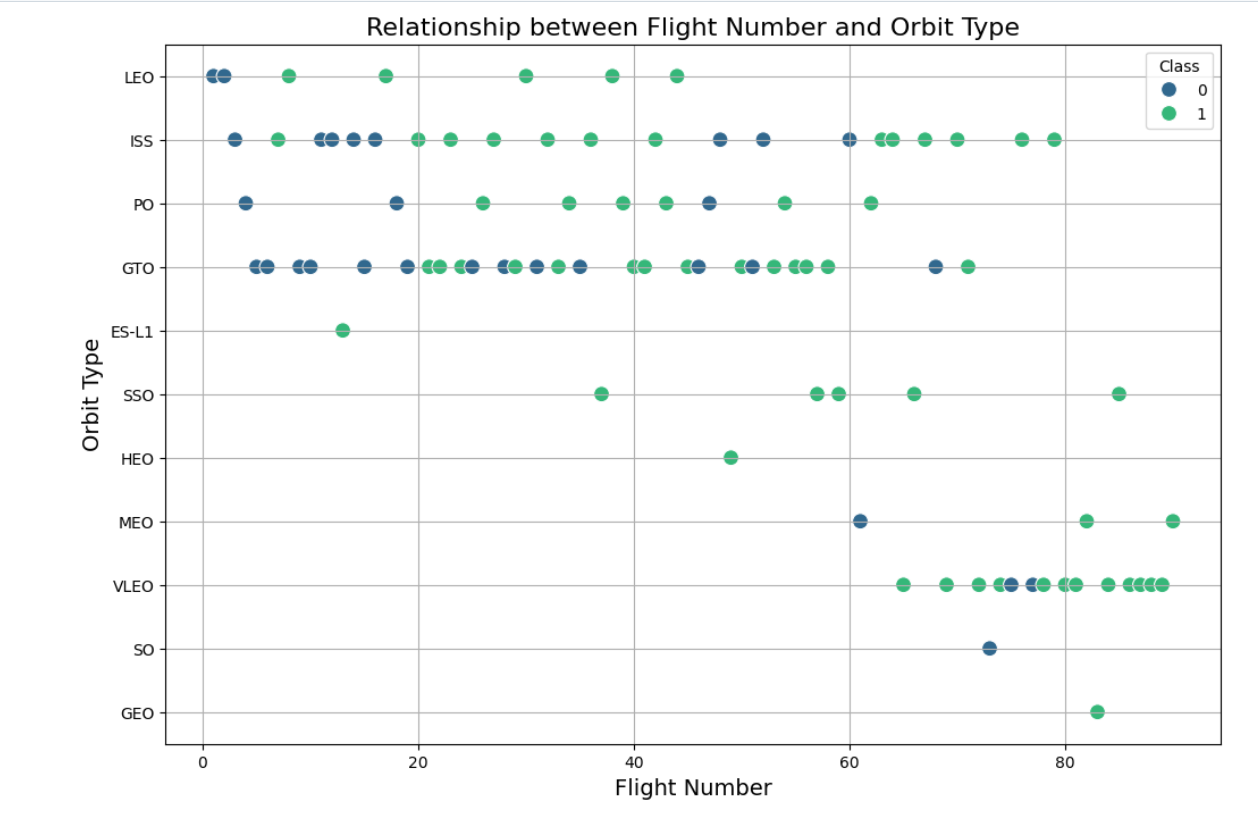 Relationship between Flight Number and Orbit Type
Class
0
1
LEO
ISS
PO
GTO
ES-L1
SSO
HEO
MEO
VLEO
SO
GEO
Orbit Type
0 20 40 60 80
Flight Number